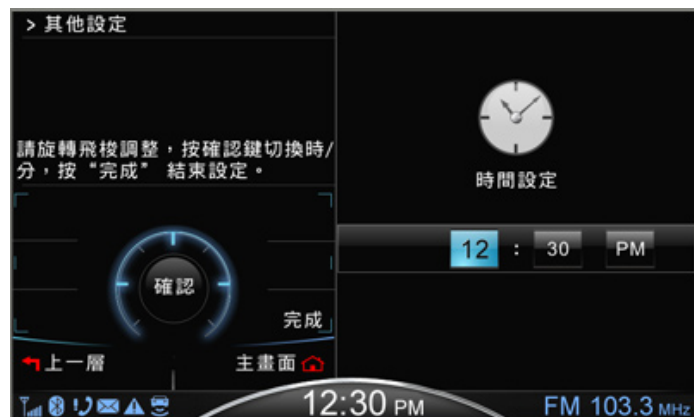 > 其他設定
請旋轉飛梭調整，按確認鍵切換時/
分，按“完成”結束設定。
確認
完成
上一層
主畫面
時間設定
12 : 30 PM
12:30 PM
FM 103.3 MHz